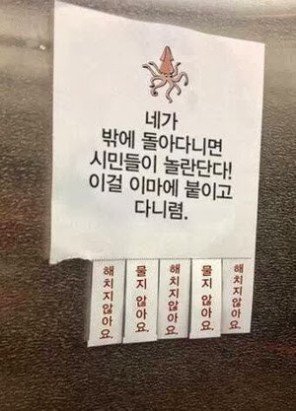 네가
밖에 돌아다니면
시민들이 놀란단다!
이걸 이마에 붙이고
다니렴.
해치지않아요.
물지 않아요.
해치지않아요.
물지 않아요.
해치지않아요.